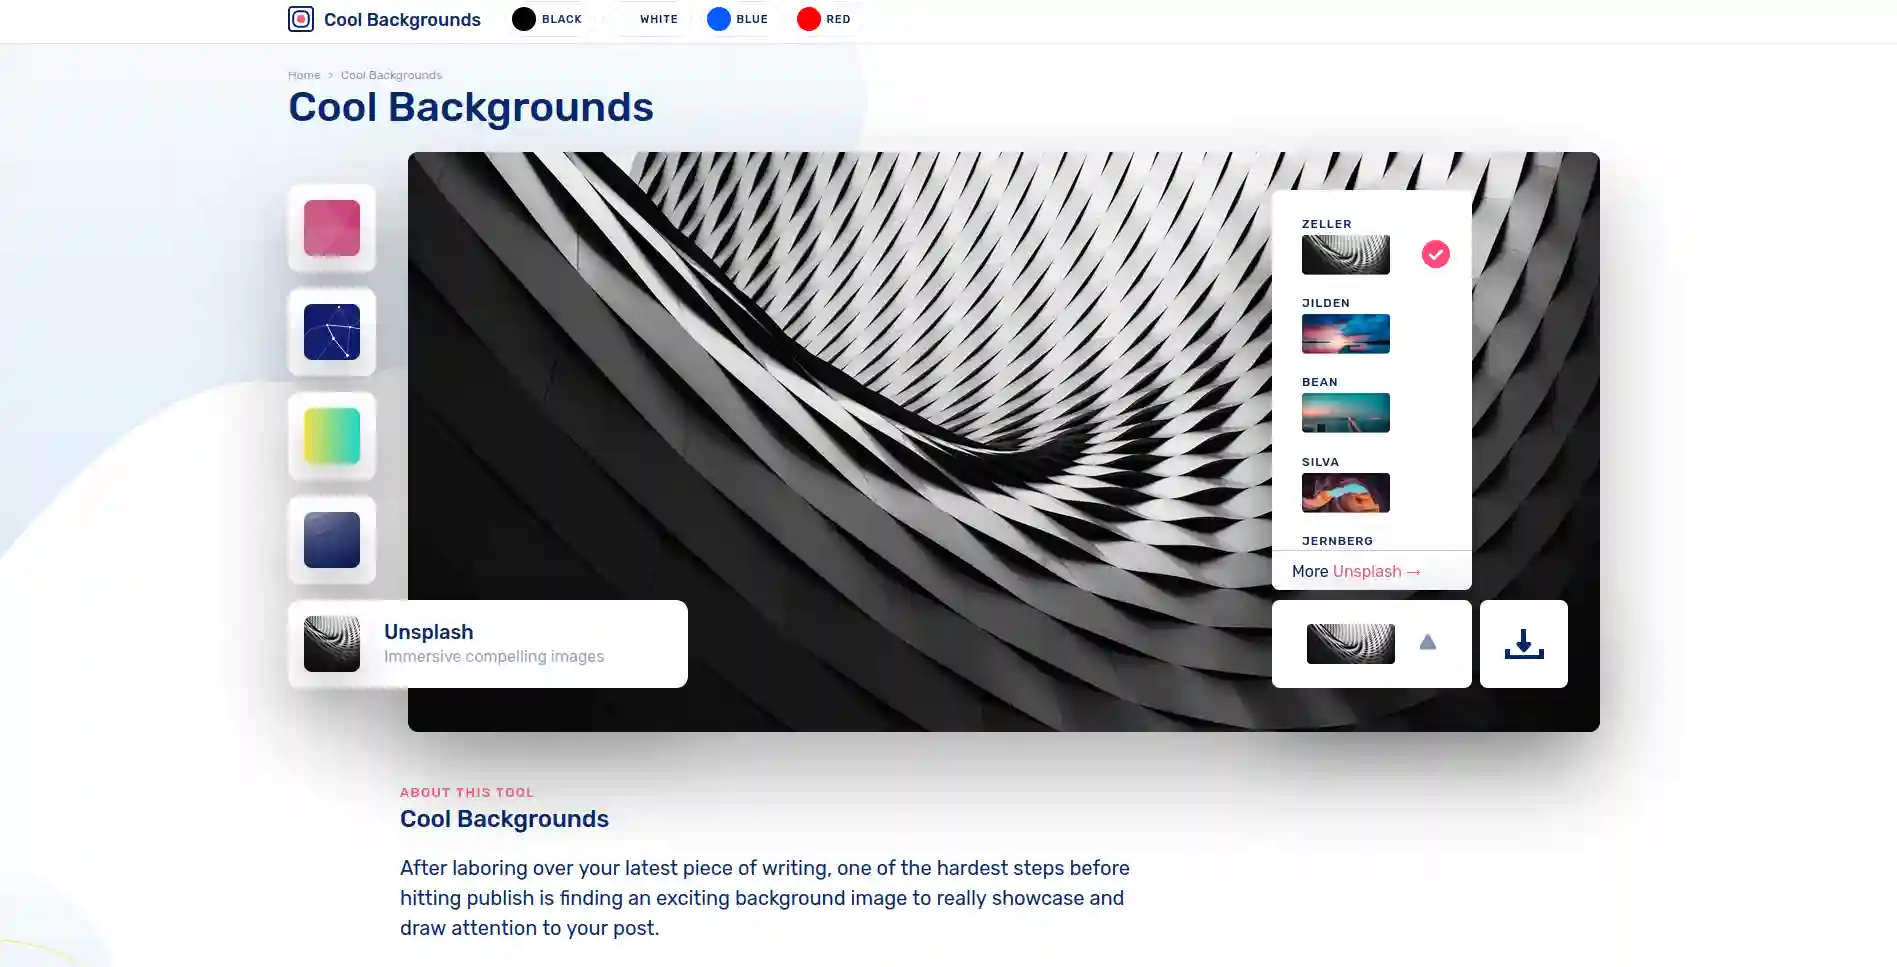 Cool Backgrounds
BLACK
WHITE
BLUE
RED
Home > Cool Backgrounds
Cool Backgrounds
ZELLER
JILDEN
BEAN
SILVA
JERNBERG
More Unsplash →
Unsplash
Immersive compelling images
ABOUT THIS TOOL
Cool Backgrounds
After laboring over your latest piece of writing, one of the hardest steps before
hitting publish is finding an exciting background image to really showcase and
draw attention to your post.